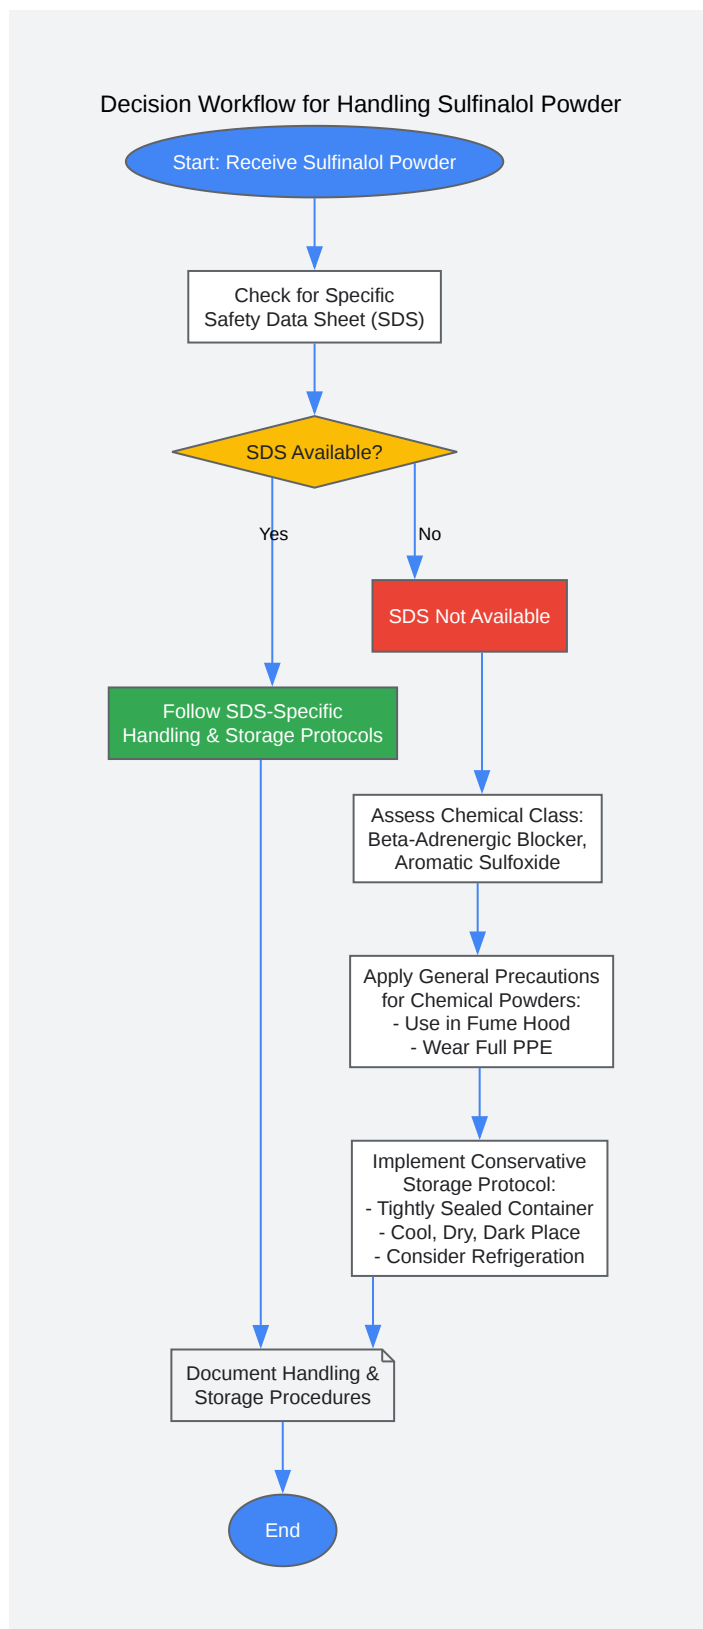 Decision Workflow for Handling Sulfinalol Powder
Start: Receive Sulfinalol Powder
Check for Specific
Safety Data Sheet (SDS)
SDS Available?
Yes
No
SDS Not Available
Follow SDS-Specific
Handling & Storage Protocols
Assess Chemical Class:
Beta-Adrenergic Blocker,
Aromatic Sulfoxide
Apply General Precautions
for Chemical Powders:
- Use in Fume Hood
- Wear Full PPE
Implement Conservative
Storage Protocol:
- Tightly Sealed Container
- Cool, Dry, Dark Place
- Consider Refrigeration
Document Handling &
Storage Procedures
End